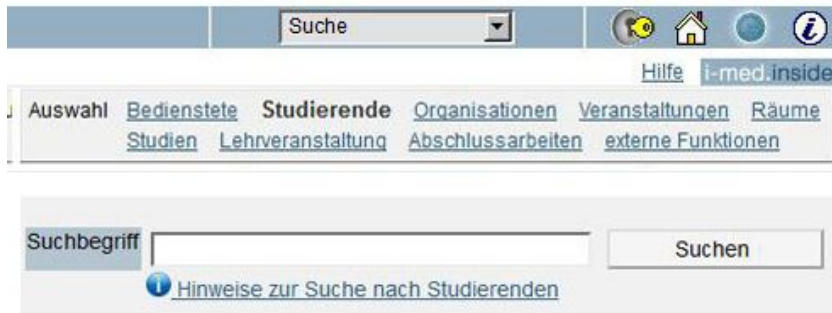 Suche
Hilfe i-med.inside
Auswahl Bedienstete Studierende Organisationen Veranstaltungen Räume
Studien Lehrveranstaltung Abschlussarbeiten externe Funktionen
Suchbegriff Suchen
Hinweise zur Suche nach Studierenden